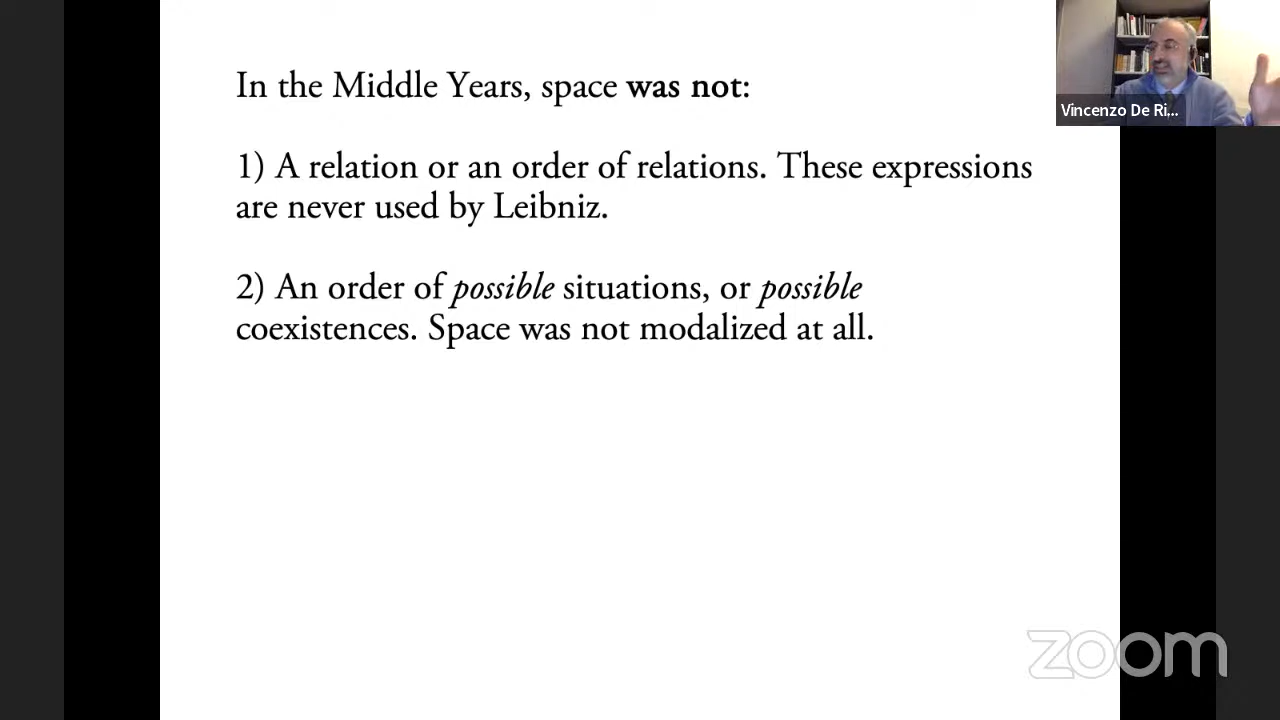 In the Middle Years, space was not:
1) A relation or an order of relations. These expressions
are never used by Leibniz.
2) An order of possible situations, or possible
coexistences. Space was not modalized at all.
Vincenzo De Ri...
zoom